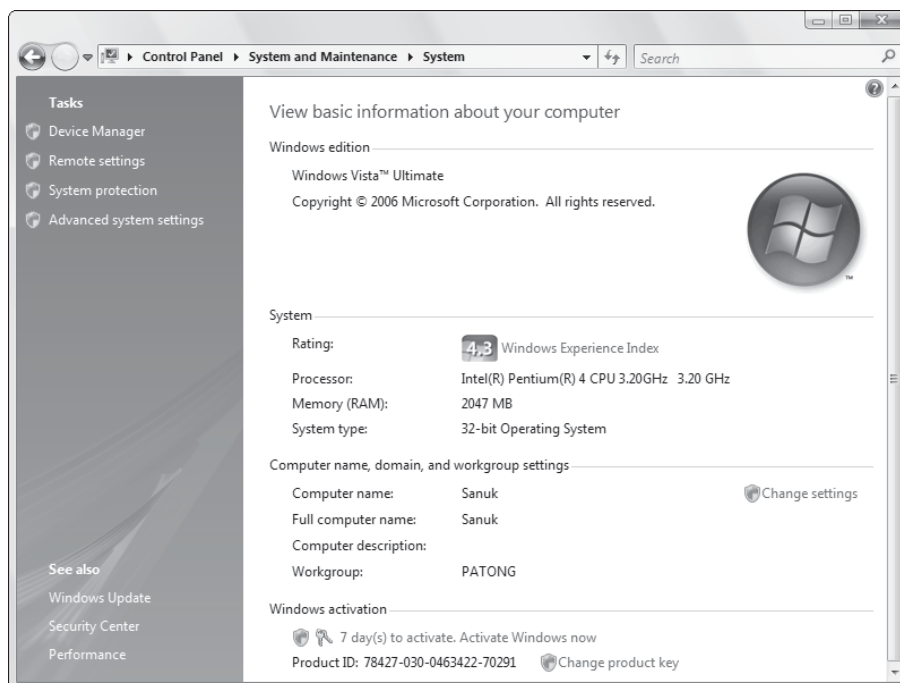 Control Panel ▸ System and Maintenance ▸ System
Search
Tasks
Device Manager
Remote settings
System protection
Advanced system settings
See also
Windows Update
Security Center
Performance
View basic information about your computer
Windows edition
Windows Vista™ Ultimate
Copyright © 2006 Microsoft Corporation. All rights reserved.
TM
System
Rating: 4,3 Windows Experience Index
Processor: Intel(R) Pentium(R) 4 CPU 3.20GHz 3.20 GHz
Memory (RAM): 2047 MB
System type: 32-bit Operating System
Computer name, domain, and workgroup settings
Computer name: Sanuk Change settings
Full computer name: Sanuk
Computer description:
Workgroup: PATONG
Windows activation
7 day(s) to activate. Activate Windows now
Product ID: 78427-030-0463422-70291 Change product key